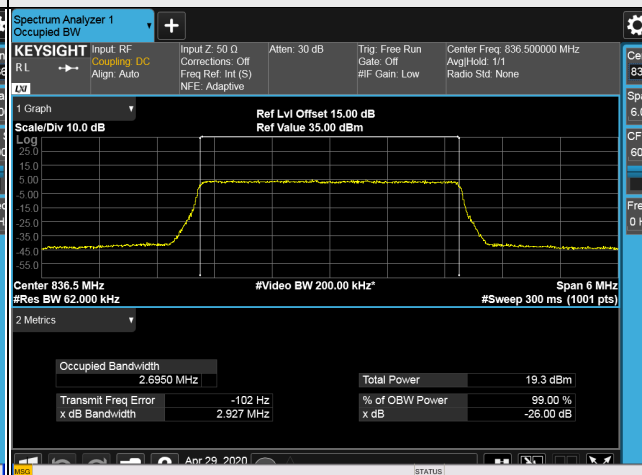 Spectrum Analyzer 1
Occupied BW
+
KEYSIGHT Input: RF Input Z: 50 Ω Atten: 30 dB Trig: Free Run Center Freq: 836.500000 MHz
RL Coupling: DC Corrections: Off Gate: Off Avg|Hold: 1/1
Align: Auto Freq Ref: Int (S) #IF Gain: Low Radio Std: None
LXI NFE: Adaptive
1 Graph
Ref Lvl Offset 15.00 dB
Scale/Div 10.0 dB Ref Value 35.00 dBm
Log
25.0
15.0
5.00
-5.00
-15.0
-25.0
-35.0
-45.0
-55.0
Center 836.5 MHz #Video BW 200.00 kHz* Span 6 MHz
#Res BW 62.000 kHz #Sweep 300 ms (1001 pts)
2 Metrics
Occupied Bandwidth
2.6950 MHz Total Power 19.3 dBm
Transmit Freq Error -102 Hz % of OBW Power 99.00 %
x dB Bandwidth 2.927 MHz x dB -26.00 dB
Apr 29, 2020
MSG STATUS